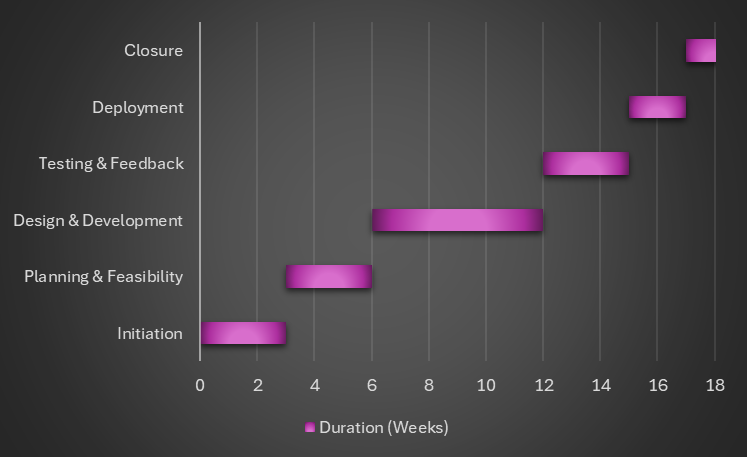 Closure
Deployment
Testing & Feedback
Design & Development
Planning & Feasibility
Initiation
0 2 4 6 8 10 12 14 16 18
Duration (Weeks)